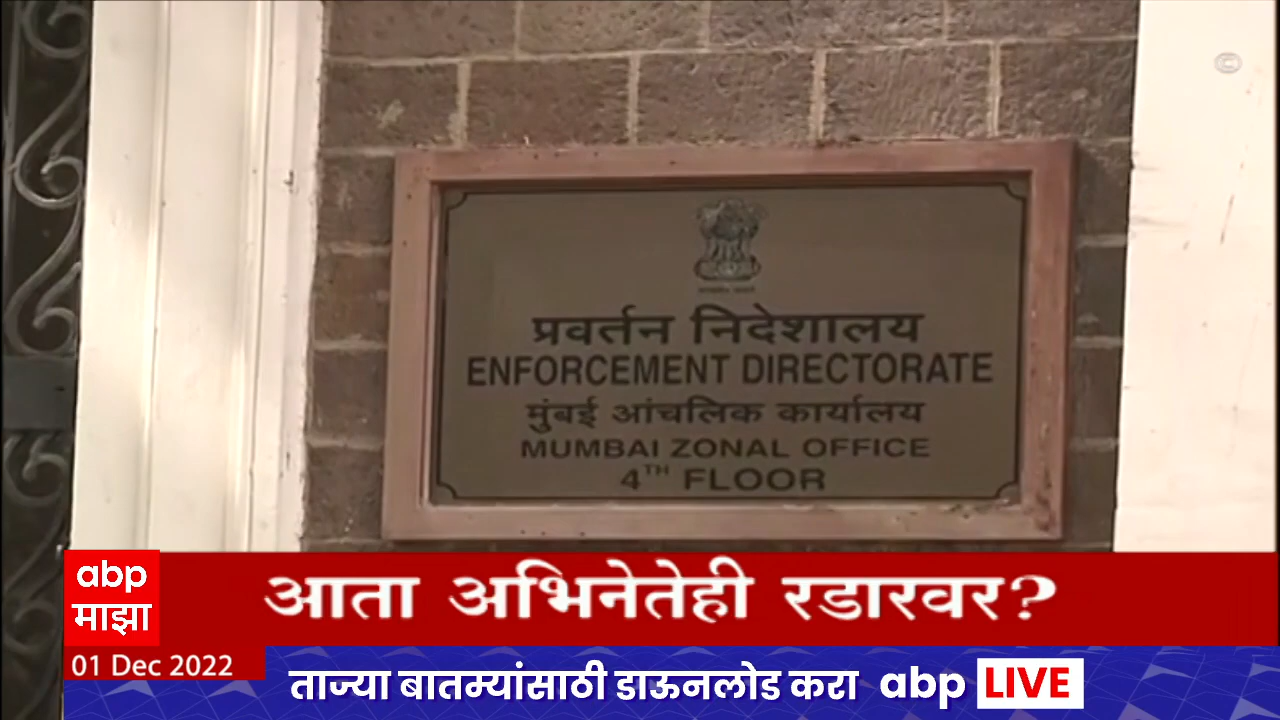 ©
प्रवर्तन निदेशालय
ENFORCEMENT DIRECTORATE
मुंबई आंचलिक कार्यालय
MUMBAI ZONAL OFFICE
4TH FLOOR
abp
माझा
आता अभिनेतेही रडारवर?
01 Dec 2022
ताज्या बातम्यांसाठी डाऊनलोड करा abp LIVE